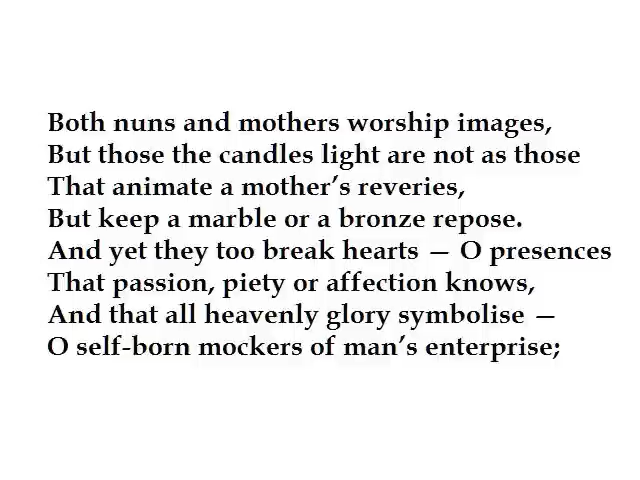 Both nuns and mothers worship images,
But those the candles light are not as those
That animate a mother’s reveries,
But keep a marble or a bronze repose.
And yet they too break hearts — O presences
That passion, piety or affection knows,
And that all heavenly glory symbolise —
O self-born mockers of man’s enterprise;